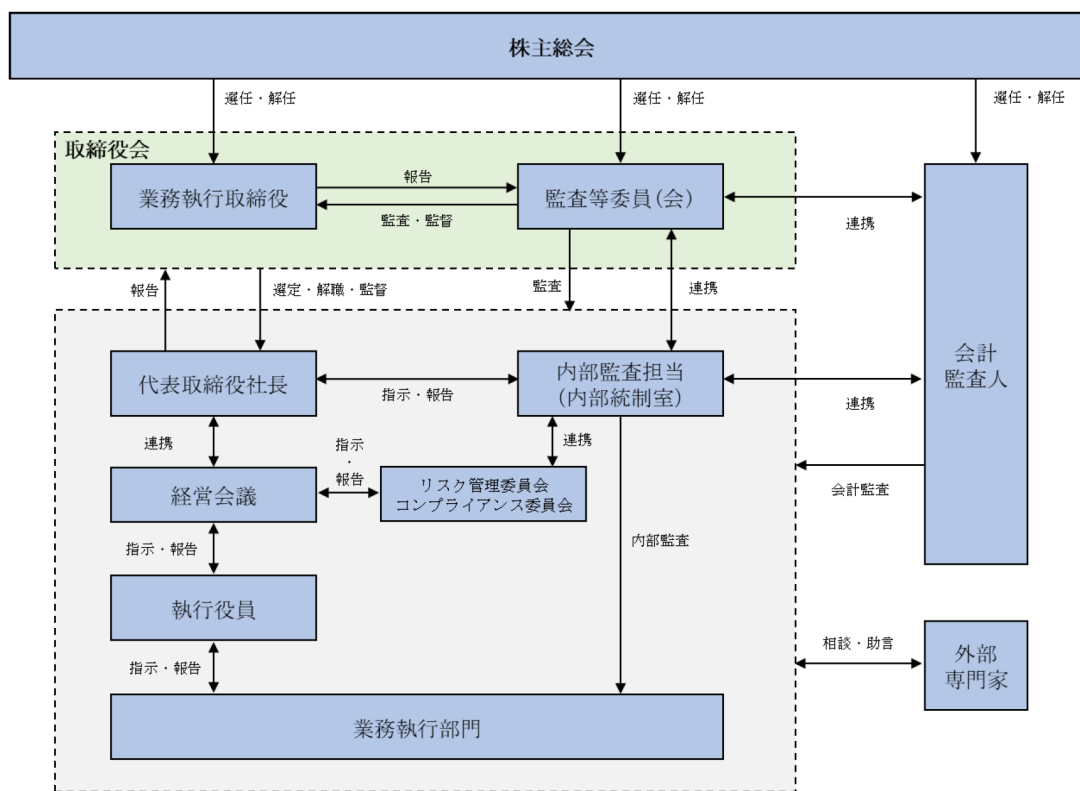 株主総会
選任・解任
選任・解任
選任・解任
取締役会
業務執行取締役
報告
監査・監督
監査等委員(会)
連携
報告
選定・解職・監督
監査
連携
代表取締役社長
指示・報告
内部監査担当
(内部統制室)
連携
会計
監査人
連携
指示
・
報告
連携
経営会議
リスク管理委員会
コンプライアンス委員会
会計監査
指示・報告
内部監査
執行役員
指示・報告
相談・助言
外部
専門家
業務執行部門